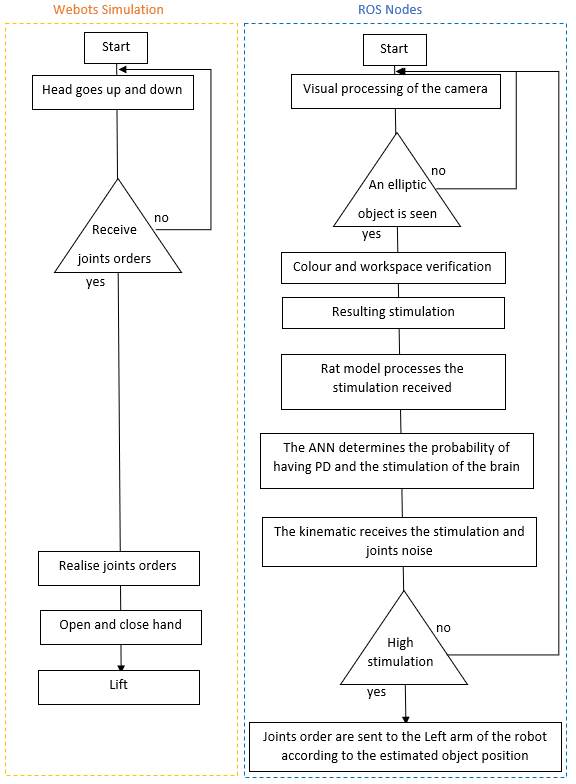 Webots Simulation
Start
Head goes up and down
no
Receive
joints orders
yes
Realise joints orders
Open and close hand
Lift
ROS Nodes
Start
Visual processing of the camera
no
An elliptic
object is seen
yes
Colour and workspace verification
Resulting stimulation
Rat model processes the
stimulation received
The ANN determines the probability of
having PD and the stimulation of the brain
The kinematic receives the stimulation and
joints noise
no
High
stimulation
yes
Joints order are sent to the Left arm of the robot
according to the estimated object position